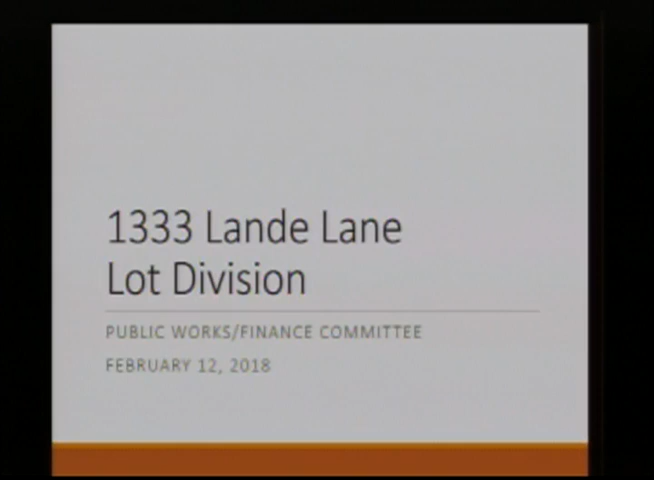 1333 Lande Lane
Lot Division
PUBLIC WORKS/FINANCE COMMITTEE
FEBRUARY 12, 2018